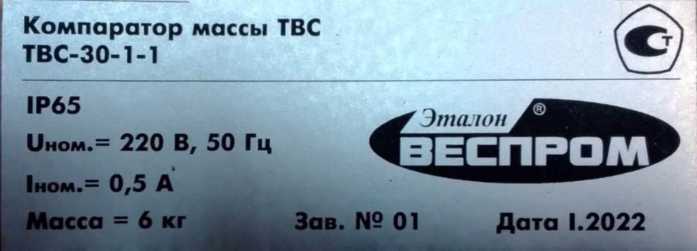 Компаратор массы ТВС
ТВС-30-1-1
Ст
IP65
Uном.= 220 В, 50 Гц
Эталон ®
ВЕСПРОМ
Iном.= 0,5 А
Масса = 6 кг Зав. № 01 Дата I.2022